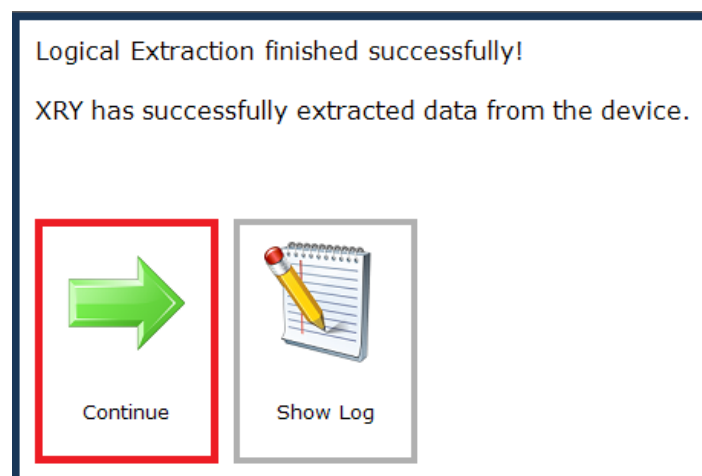 Logical Extraction finished successfully!
XRY has successfully extracted data from the device.
Continue
Show Log